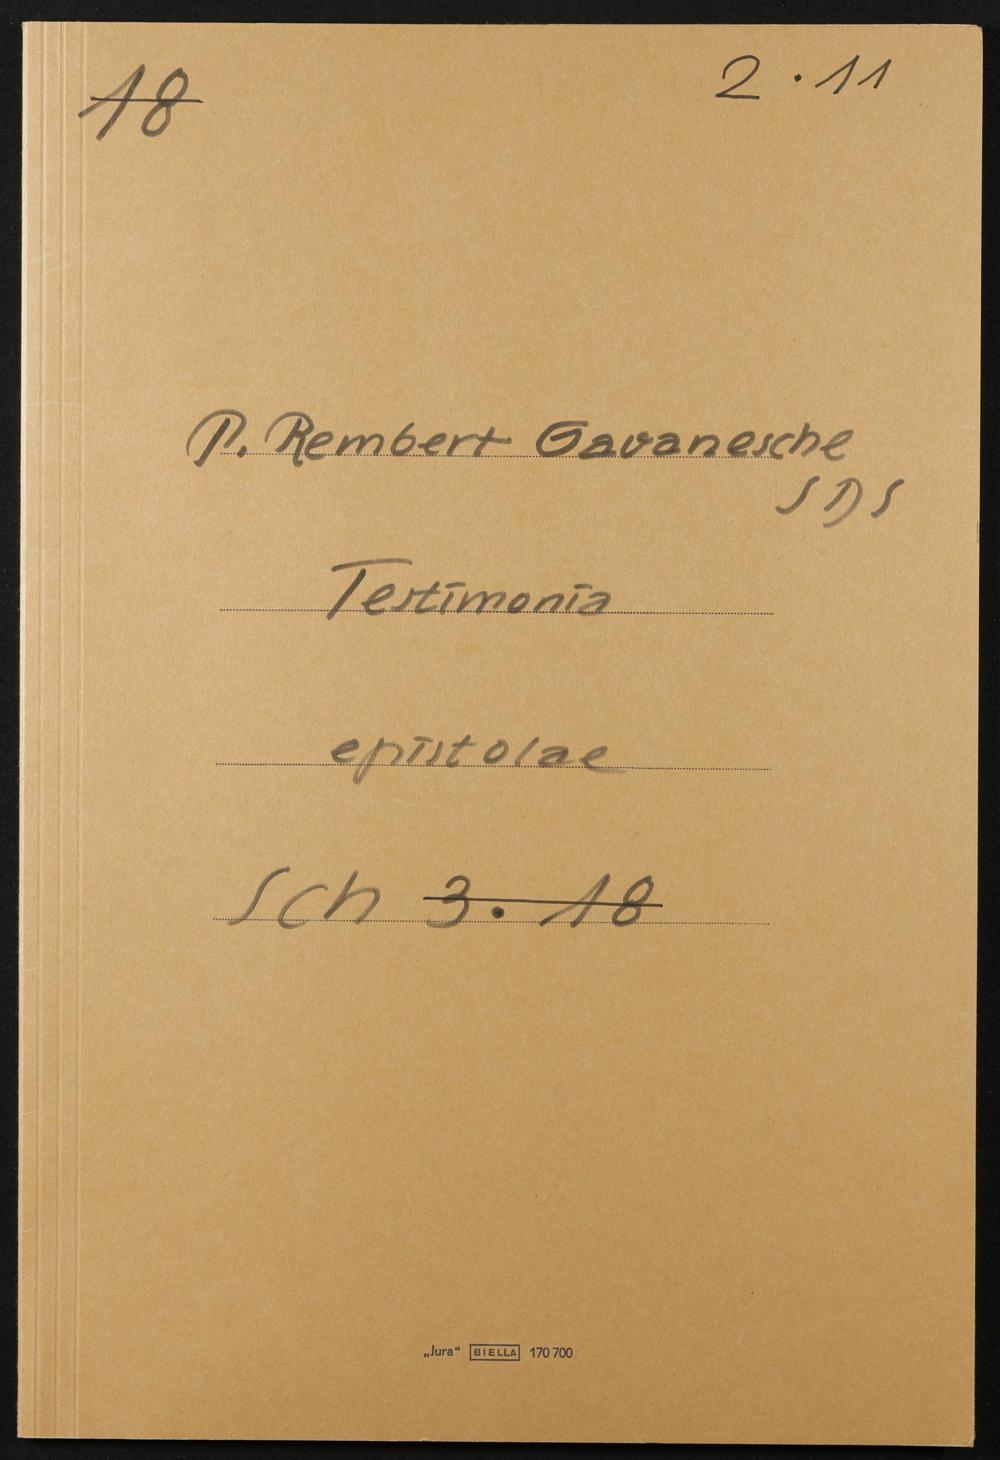 18
2 · 11
P. Rembert Gavanesche
SDS
Testimonia
epistolae
Sch 3. 18
„Jura“ BIELLA 170 700